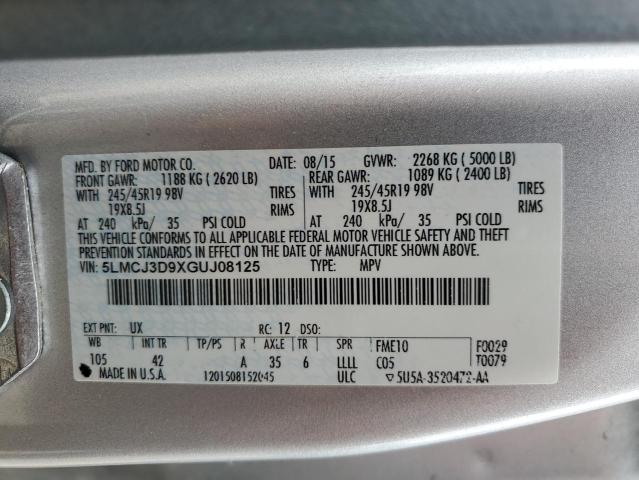 MFD. BY FORD MOTOR CO. DATE: 08/15 GVWR: 2268 KG ( 5000 LB)
FRONT GAWR: 1188 KG ( 2620 LB) REAR GAWR: 1089 KG ( 2400 LB)
WITH 245/45R19 98V TIRES WITH 245/45R19 98V TIRES
19X8.5J RIMS 19X8.5J RIMS
AT 240 kPa/ 35 PSI COLD AT 240 kPa/ 35 PSI COLD
THIS VEHICLE CONFORMS TO ALL APPLICABLE FEDERAL MOTOR VEHICLE SAFETY AND THEFT
PREVENTION STANDARDS IN EFFECT ON THE DATE OF MANUFACTURE SHOWN ABOVE.
VIN: 5LMCJ3D9XGUJ08125 TYPE: MPV
EXT PNT: UX RC: 12 DSO:
WB INT TR TP/PS R AXLE TR SPR FME10 F0029
105 42 A 35 6 LLLL C05 T0079
MADE IN U.S.A. 1201508152045 ULC ▽5U5A-3520472-AA